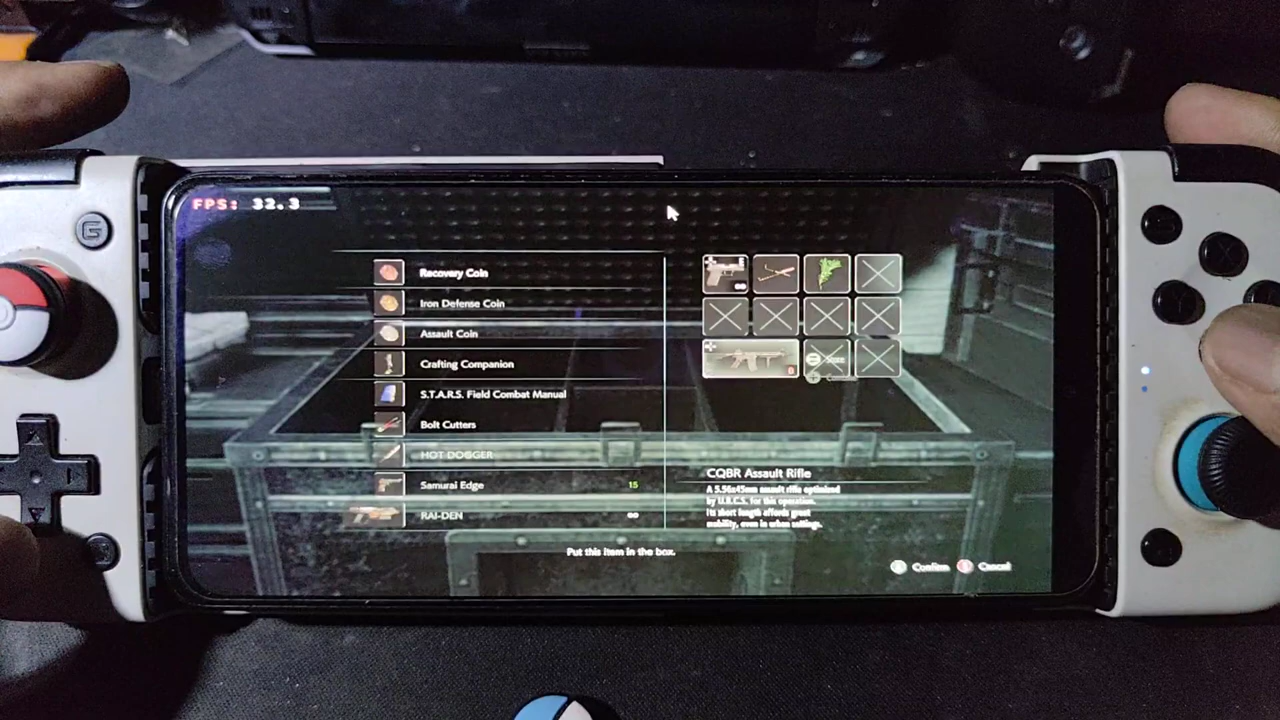 G
FPS: 32.3
Recovery Coin
Iron Defense Coin
Assault Coin
Crafting Companion
S.T.A.R.S. Field Combat Manual
Bolt Cutters
HOT DOGGER
Samurai Edge 15
RAI-DEN ∞
∞
CQBR Assault Rifle
A 5.56x45mm assault rifle optimized
by U.B.C.S. for this operation.
Its short length affords great
mobility, even in urban settings.
Put this item in the box.
Confirm
Cancel